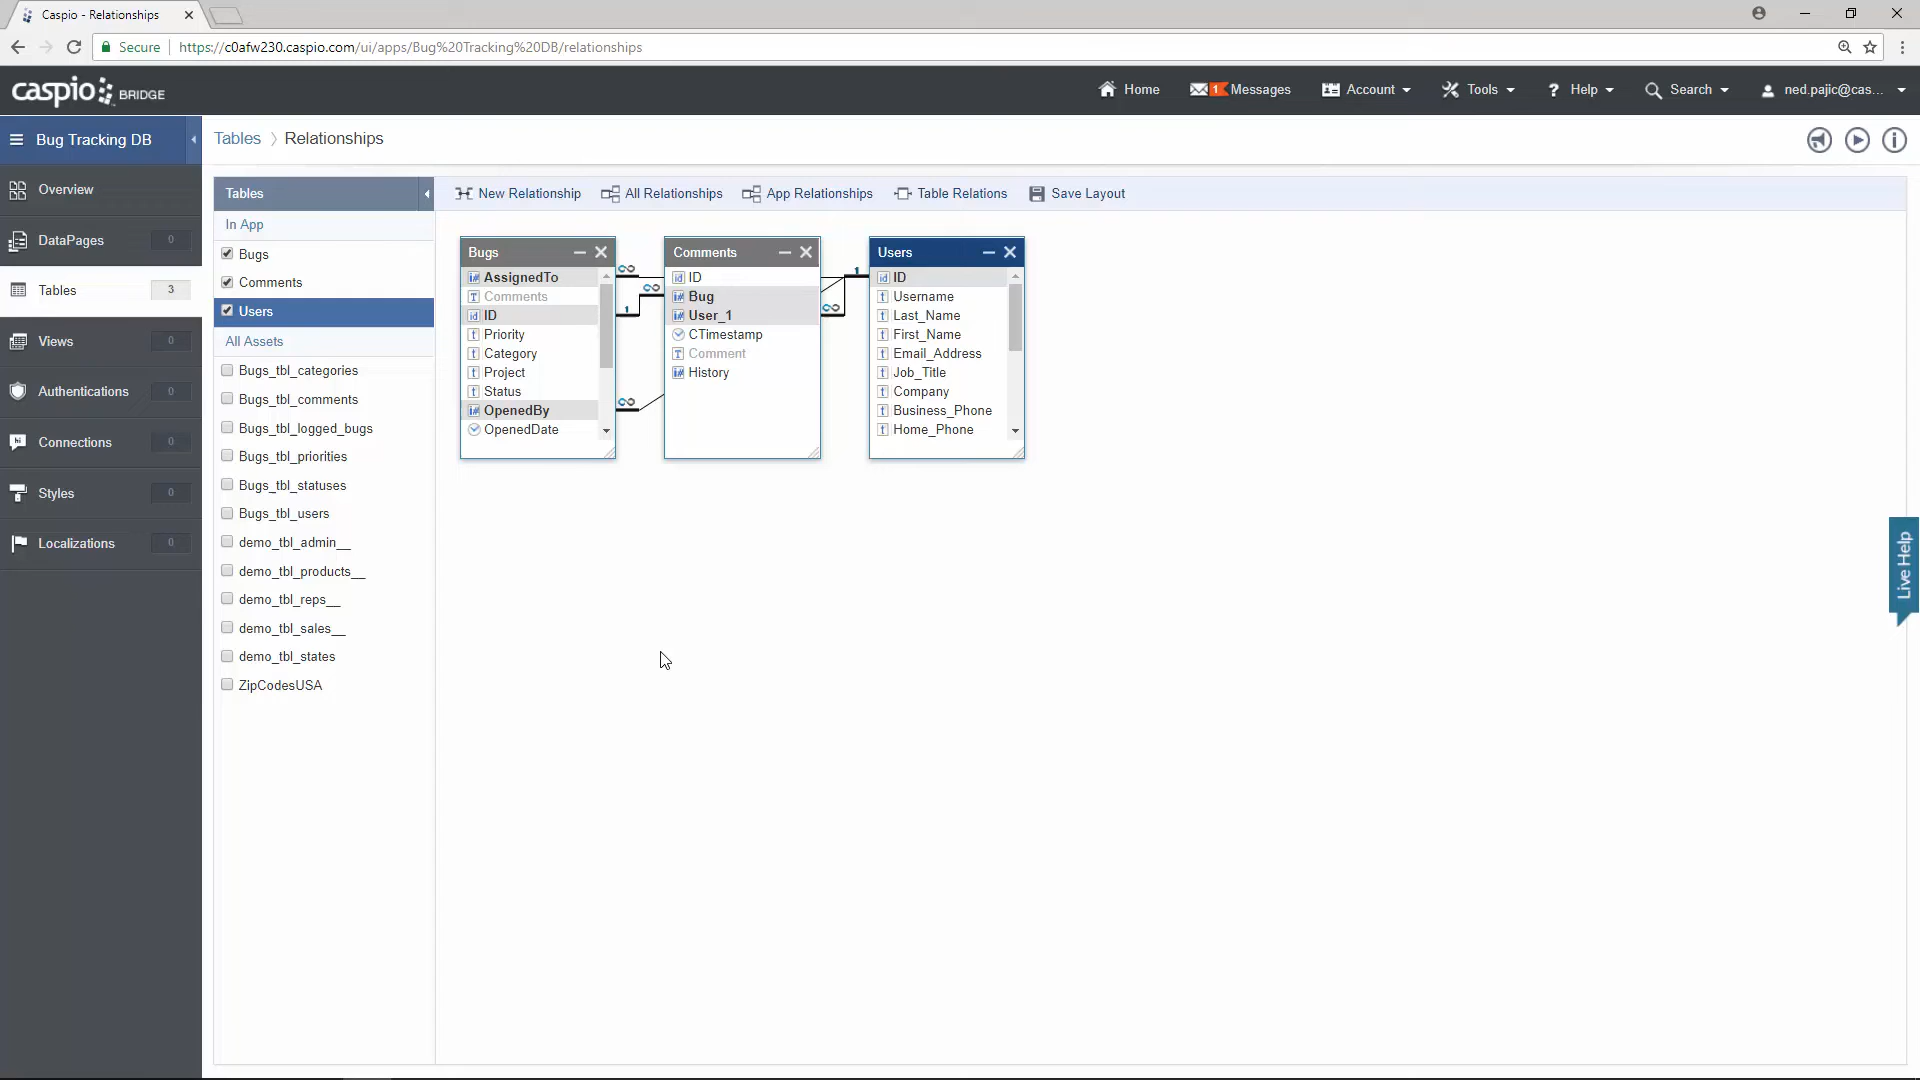 Caspio - Relationships
Secure https://c0afw230.caspio.com/ui/apps/Bug%20Tracking%20DB/relationships
caspio BRIDGE
Home
1 Messages
Account
Tools
? Help
Search
ned.pajic@cas...
Bug Tracking DB
Tables
Relationships
Overview
DataPages 0
Tables 3
Views 0
Authentications 0
Connections 0
Styles 0
Localizations 0
Tables
In App
Bugs
Comments
Users
All Assets
Bugs_tbl_categories
Bugs_tbl_comments
Bugs_tbl_logged_bugs
Bugs_tbl_priorities
Bugs_tbl_statuses
Bugs_tbl_users
demo_tbl_admin__
demo_tbl_products__
demo_tbl_reps__
demo_tbl_sales__
demo_tbl_states
ZipCodesUSA
New Relationship
All Relationships
App Relationships
Table Relations
Save Layout
Bugs
AssignedTo
Comments
ID
Priority
Category
Project
Status
OpenedBy
OpenedDate
∞
∞
1
∞
Comments
ID
Bug
User_1
CTimestamp
Comment
History
1
∞
Users
ID
Username
Last_Name
First_Name
Email_Address
Job_Title
Company
Business_Phone
Home_Phone
Live Help